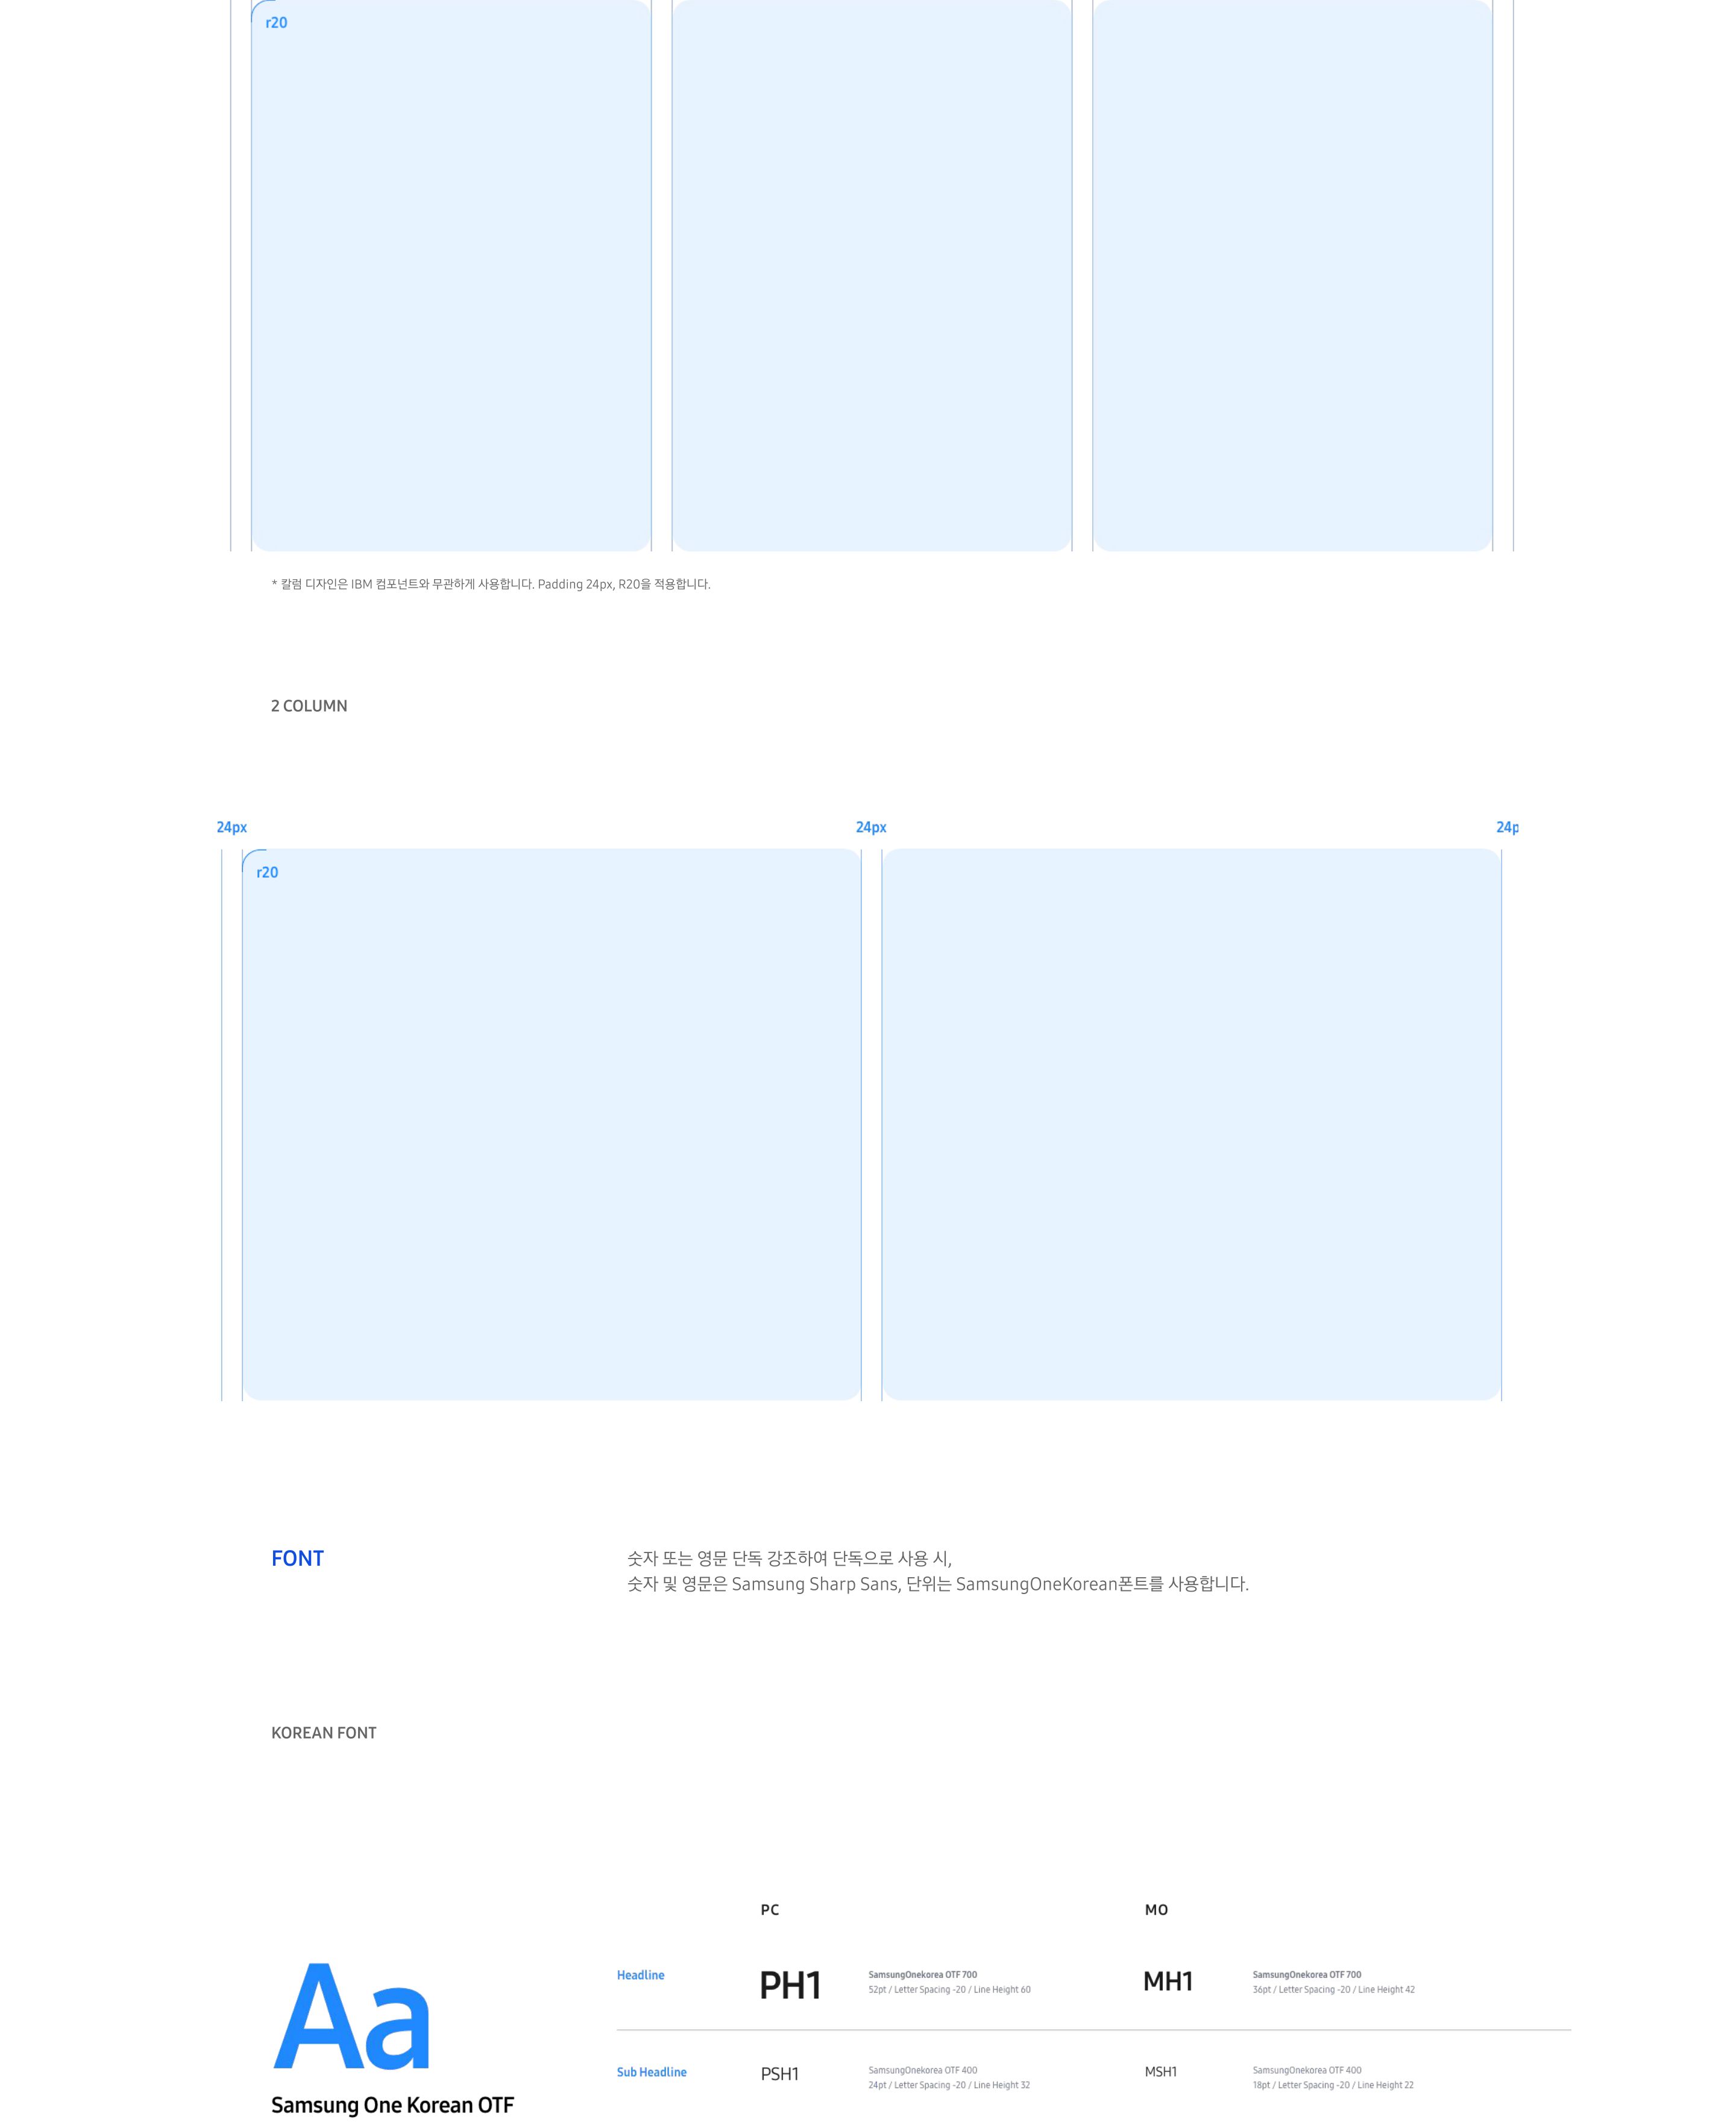 r20
* 칼럼 디자인은 IBM 컴포넌트와 무관하게 사용합니다. Padding 24px, R20을 적용합니다.
2 COLUMN
24px 24px 24p
r20
FONT
숫자 또는 영문 단독 강조하여 단독으로 사용 시,
숫자 및 영문은 Samsung Sharp Sans, 단위는 SamsungOneKorean폰트를 사용합니다.
KOREAN FONT
PC MO
Aa
Samsung One Korean OTF
Headline PH1 SamsungOnekorea OTF 700 MH1 SamsungOnekorea OTF 700
52pt / Letter Spacing -20 / Line Height 60 36pt / Letter Spacing -20 / Line Height 42
Sub Headline PSH1 SamsungOnekorea OTF 400 MSH1 SamsungOnekorea OTF 400
24pt / Letter Spacing -20 / Line Height 32 18pt / Letter Spacing -20 / Line Height 22